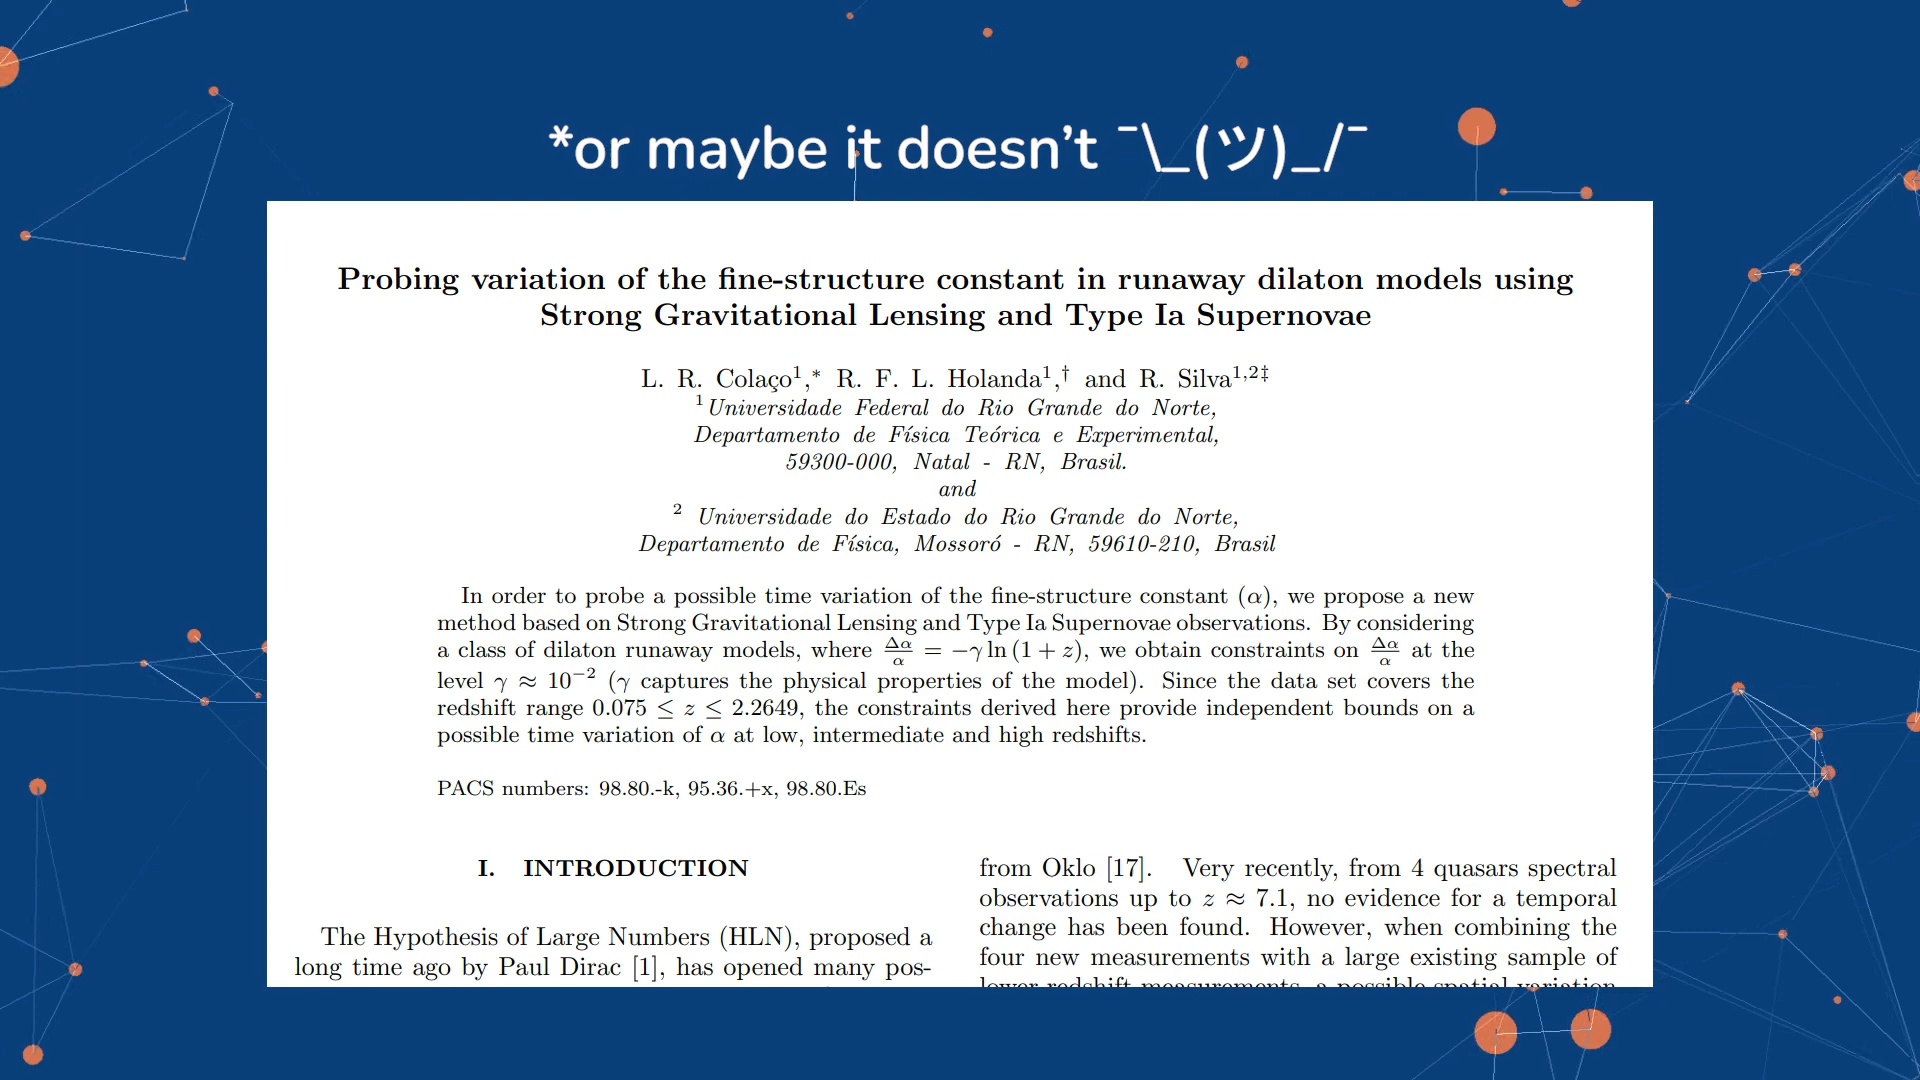 *or maybe it doesn’t ¯\_(ツ)_/¯
Probing variation of the fine-structure constant in runaway dilaton models using
Strong Gravitational Lensing and Type Ia Supernovae
L. R. Colaço¹,* R. F. L. Holanda¹,† and R. Silva¹,²‡
¹Universidade Federal do Rio Grande do Norte,
Departamento de Física Teórica e Experimental,
59300-000, Natal - RN, Brasil.
and
² Universidade do Estado do Rio Grande do Norte,
Departamento de Física, Mossoró - RN, 59610-210, Brasil
In order to probe a possible time variation of the fine-structure constant (α), we propose a new
method based on Strong Gravitational Lensing and Type Ia Supernovae observations. By considering
a class of dilaton runaway models, where Δα/α = −γ ln (1 + z), we obtain constraints on Δα/α at the
level γ ≈ 10⁻² (γ captures the physical properties of the model). Since the data set covers the
redshift range 0.075 ≤ z ≤ 2.2649, the constraints derived here provide independent bounds on a
possible time variation of α at low, intermediate and high redshifts.
PACS numbers: 98.80.-k, 95.36.+x, 98.80.Es
I. INTRODUCTION
The Hypothesis of Large Numbers (HLN), proposed a
long time ago by Paul Dirac [1], has opened many pos-
from Oklo [17]. Very recently, from 4 quasars spectral
observations up to z ≈ 7.1, no evidence for a temporal
change has been found. However, when combining the
four new measurements with a large existing sample of
lower redshift measurements, a possible spatial variation